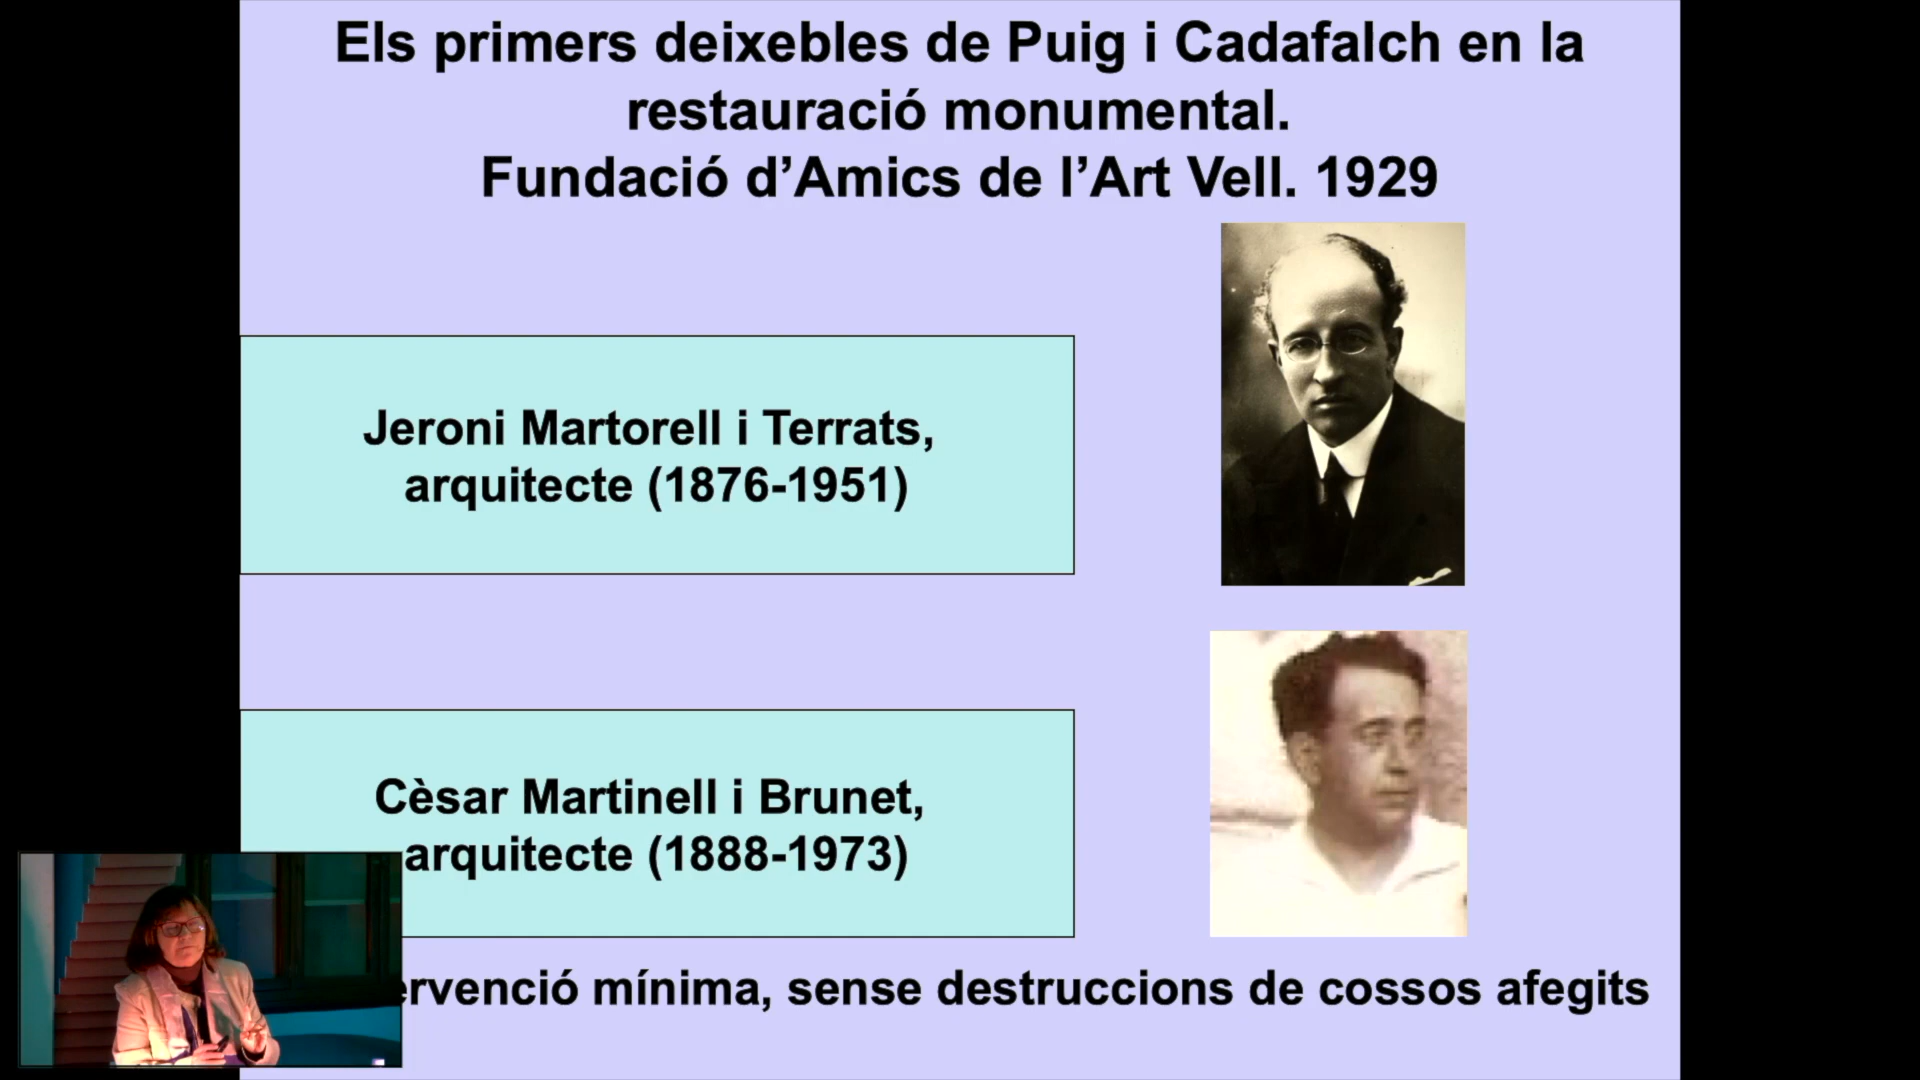 Els primers deixebles de Puig i Cadafalch en la
restauració monumental.
Fundació d’Amics de l’Art Vell. 1929
Jeroni Martorell i Terrats,
arquitecte (1876-1951)
Cèsar Martinell i Brunet,
arquitecte (1888-1973)
mínima, sense destruccions de cossos afegits